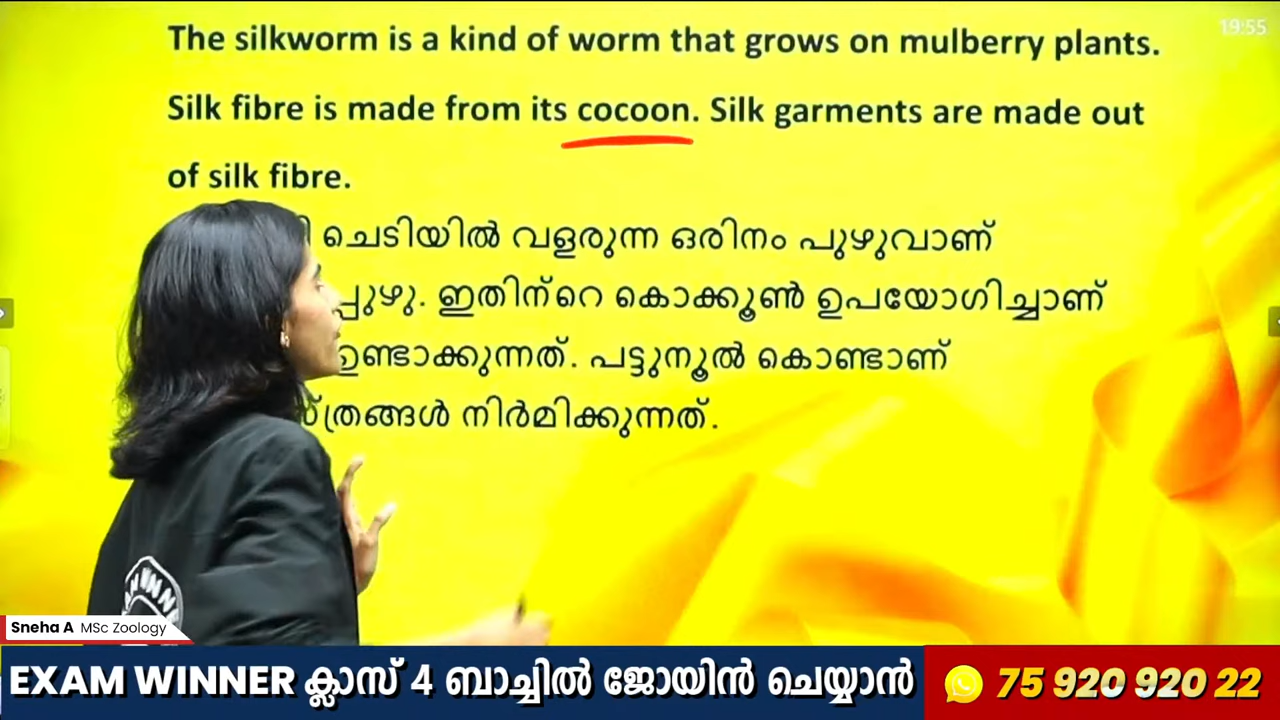 19:55
The silkworm is a kind of worm that grows on mulberry plants.
Silk fibre is made from its cocoon. Silk garments are made out
of silk fibre.
ചെടിയിൽ വളരുന്ന ഒരിനം പുഴുവാണ്
പ്പുഴു. ഇതിന്റെ കൊക്കൂൺ ഉപയോഗിച്ചാണ്
ഉണ്ടാക്കുന്നത്. പട്ടുനൂൽ കൊണ്ടാണ്
ത്രങ്ങൾ നിർമിക്കുന്നത്.
Sneha A MSc Zoology
EXAM WINNER ക്ലാസ് 4 ബാച്ചിൽ ജോയിൻ ചെയ്യാൻ
75 920 920 22